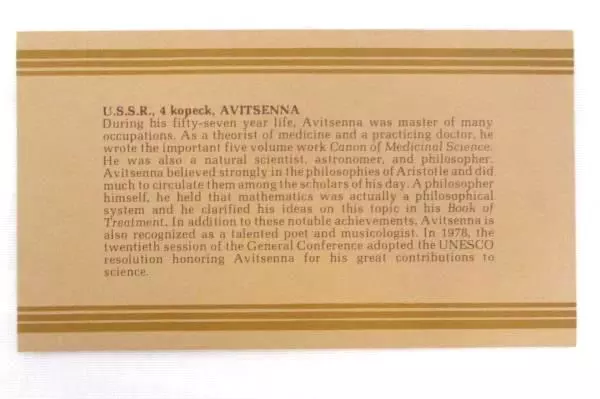 U.S.S.R., 4 kopeck, AVITSENNA
During his fifty-seven year life, Avitsenna was master of many
occupations. As a theorist of medicine and a practicing doctor, he
wrote the important five volume work Canon of Medicinal Science.
He was also a natural scientist, astronomer, and philosopher.
Avitsenna believed strongly in the philosophies of Aristotle and did
much to circulate them among the scholars of his day. A philosopher
himself, he held that mathematics was actually a philosophical
system and he clarified his ideas on this topic in his Book of
Treatment. In addition to these notable achievements, Avitsenna is
also recognized as a talented poet and musicologist. In 1978, the
twentieth session of the General Conference adopted the UNESCO
resolution honoring Avitsenna for his great contributions to
science.